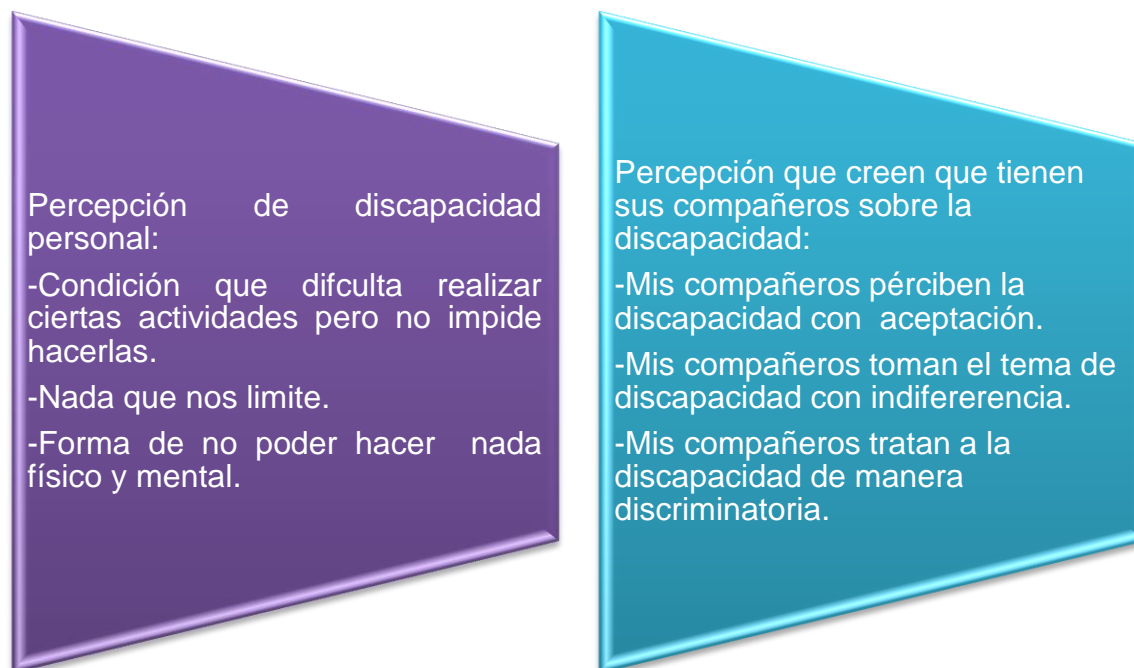 Percepción de discapacidad
personal:
-Condición que difculta realizar
ciertas actividades pero no impide
hacerlas.
-Nada que nos limite.
-Forma de no poder hacer nada
físico y mental.
Percepción que creen que tienen
sus compañeros sobre la
discapacidad:
-Mis compañeros pérciben la
discapacidad con aceptación.
-Mis compañeros toman el tema de
discapacidad con indifererencia.
-Mis compañeros tratan a la
discapacidad de manera
discriminatoria.